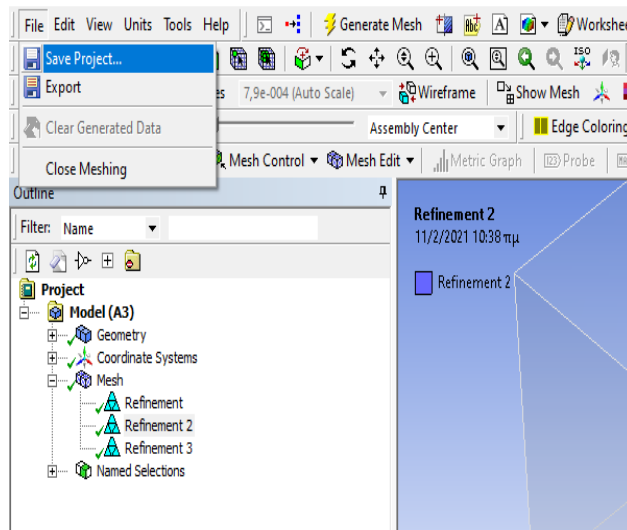 File Edit View Units Tools Help Generate Mesh A Workshe
Save Project...
ISO
Export
es 7,9e-004 (Auto Scale) Wireframe Show Mesh
Clear Generated Data
Assembly Center Edge Coloring
Close Meshing
Mesh Control Mesh Edit Metric Graph Probe
Outline
Filter: Name
Project
Model (A3)
Geometry
Coordinate Systems
Mesh
Refinement
Refinement 2
Refinement 3
Named Selections
Refinement 2
11/2/2021 10:38 πμ
Refinement 2